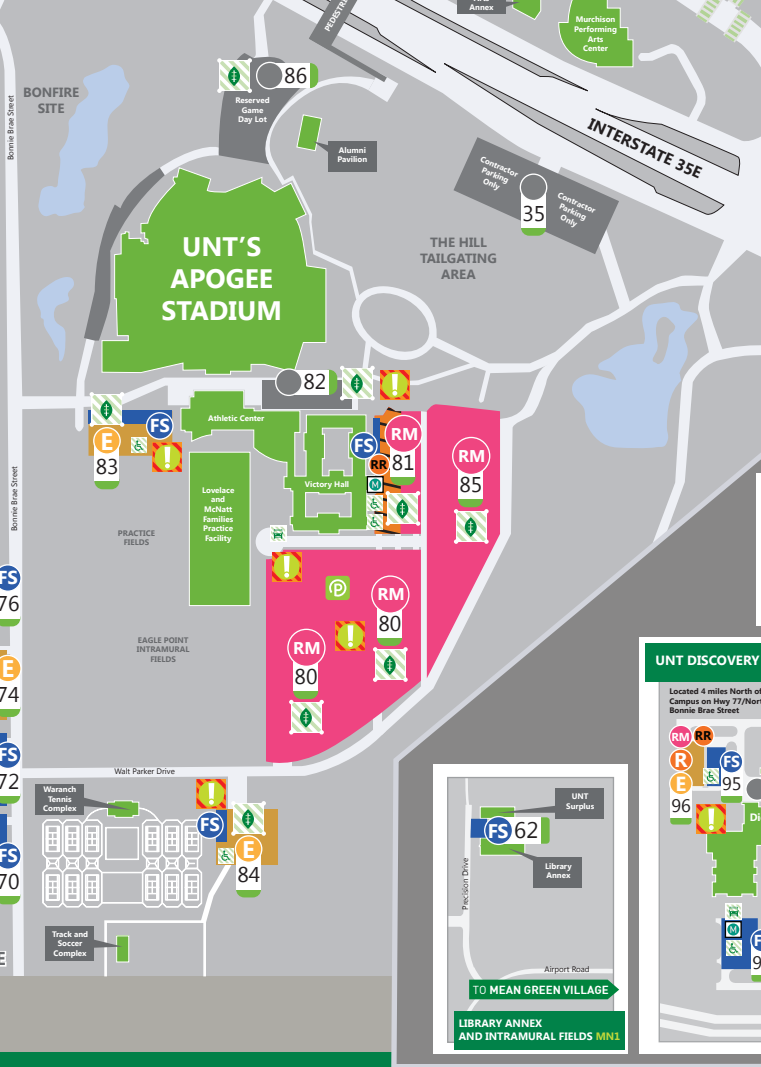 Annex
Murchison
Performing
Arts
Center
BONFIRE
SITE
Bonnie Brae Street
86
Reserved
Game
Day Lot
Alumni
Pavilion
INTERSTATE 35E
Contractor
Parking
Only
35
Contractor
Parking
Only
UNT'S
APOGEE
STADIUM
THE HILL
TAILGATING
AREA
82
Athletic Center
FS
E
83
FS
RR
M
RM
81
RM
85
Bonnie Brae Street
Victory Hall
Lovelace
and
McNatt
Families
Practice
Facility
PRACTICE
FIELDS
P
RM
80
RM
80
EAGLE POINT
INTRAMURAL
FIELDS
FS
76
E
74
FS
72
FS
70
E
Walt Parker Drive
Waranch
Tennis
Complex
FS
E
84
Track and
Soccer
Complex
UNT
Surplus
FS 62
Library
Annex
Precision Drive
Airport Road
TO MEAN GREEN VILLAGE
LIBRARY ANNEX
AND INTRAMURAL FIELDS MN1
UNT DISCOVERY
Located 4 miles North of
Campus on Hwy 77/Nort
Bonnie Brae Street
RM RR
R
E
96
FS
95
Di
M
F
9